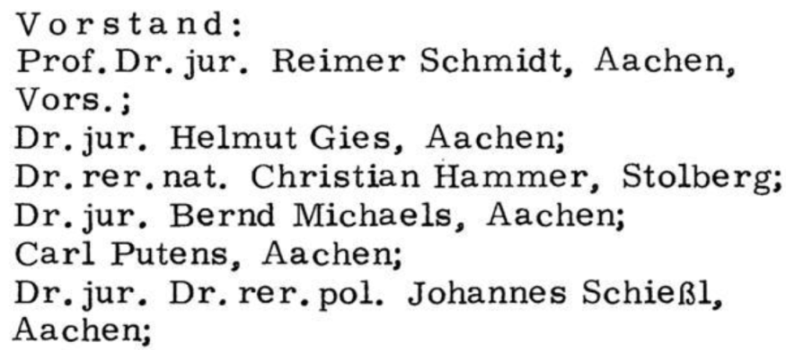 Vorstand:
Prof. Dr. jur. Reimer Schmidt, Aachen,
Vors.;
Dr. jur. Helmut Gies, Aachen;
Dr. rer. nat. Christian Hammer, Stolberg;
Dr. jur. Bernd Michaels, Aachen;
Carl Putens, Aachen;
Dr. jur. Dr. rer. pol. Johannes Schießl,
Aachen;